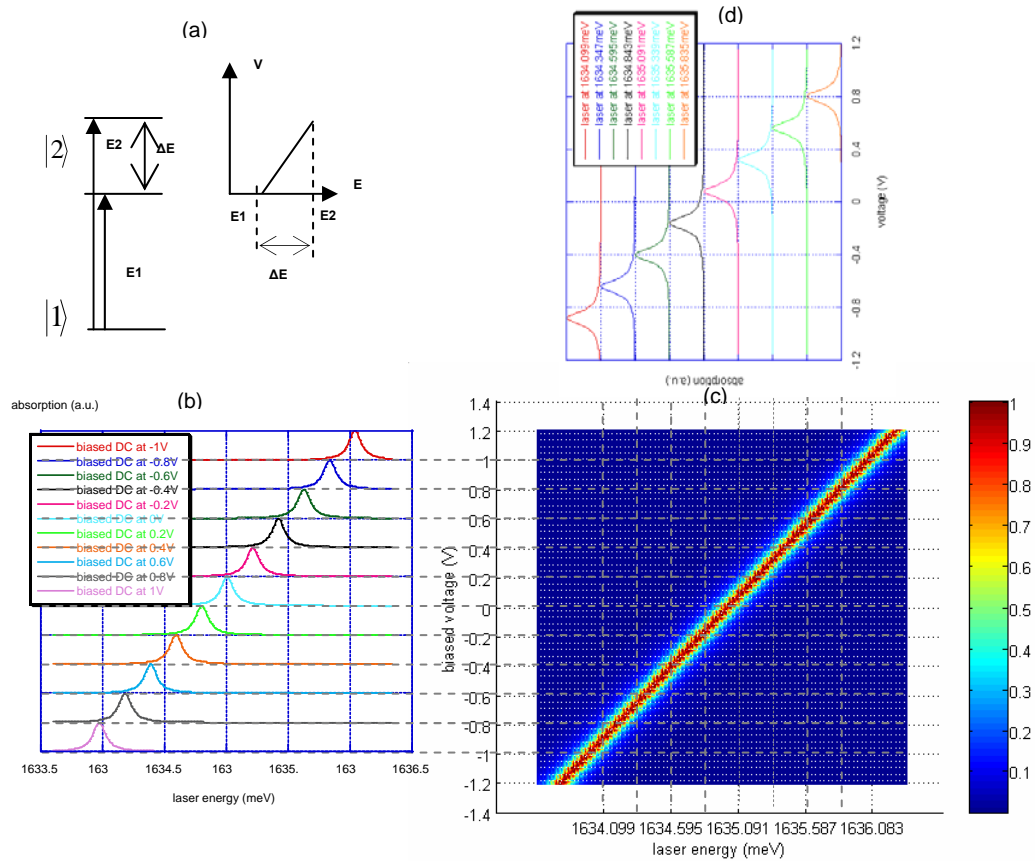 (a)
V
|2⟩
E2
ΔE
E
E1
E2
E1
ΔE
|1⟩
(d)
laser at 1634.099meV
laser at 1634.347meV
laser at 1634.595meV
laser at 1634.843meV
laser at 1635.091meV
laser at 1635.339meV
laser at 1635.587meV
laser at 1635.835meV
1.2
0.8
0.4
0
-0.4
-0.8
-1.2
voltage (V)
absorption (a.u.)
absorption (a.u.)
(b)
biased DC at -1V
biased DC at -0.8V
biased DC at -0.6V
biased DC at -0.4V
biased DC at -0.2V
biased DC at 0V
biased DC at 0.2V
biased DC at 0.4V
biased DC at 0.6V
biased DC at 0.8V
biased DC at 1V
1633.5 163 1634.5 163 1635. 163 1636.5
laser energy (meV)
(c)
1.4
1.2
1
0.8
0.6
0.4
0.2
0
-0.2
-0.4
-0.6
-0.8
-1
-1.2
-1.4
biased voltage (V)
1634.099 1634.595 1635.091 1635.587 1636.083
laser energy (meV)
1
0.9
0.8
0.7
0.6
0.5
0.4
0.3
0.2
0.1